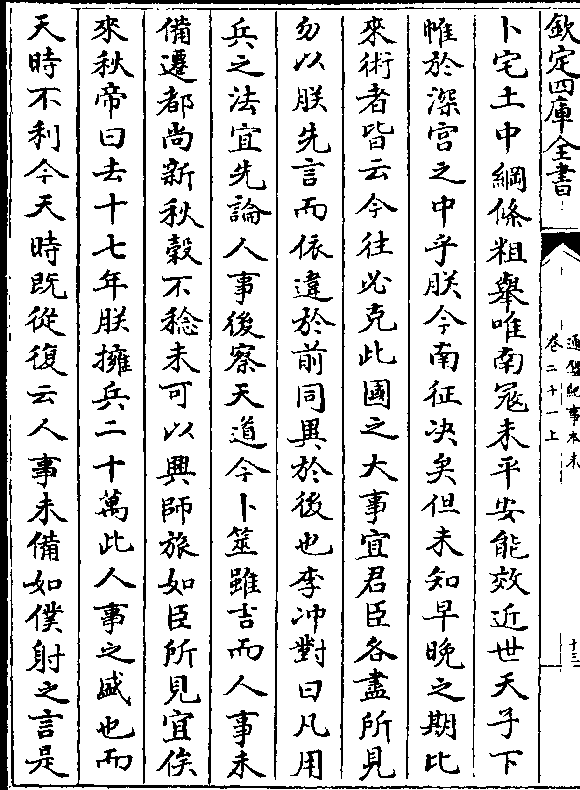 欽定四庫全書
通鑑紀事本末
卷二十一上
十三
卜宅土中綱條粗舉唯南寇未平安能效近世天子下
帷於深宫之中乎朕今南征决矣但未知早晚之期比
來術者皆云今往必克此國之大事宜君臣各盡所見
勿以朕先言而依違於前同異於後也李冲對曰凡用
兵之法宜先論人事後察天道今卜筮雖吉而人事未
備遷都尚新秋榖不稔未可以興師旅如臣所見宜俟
來秋帝曰去十七年朕擁兵二十萬此人事之盛也而
天時不利今天時既從復云人事未備如僕射之言是